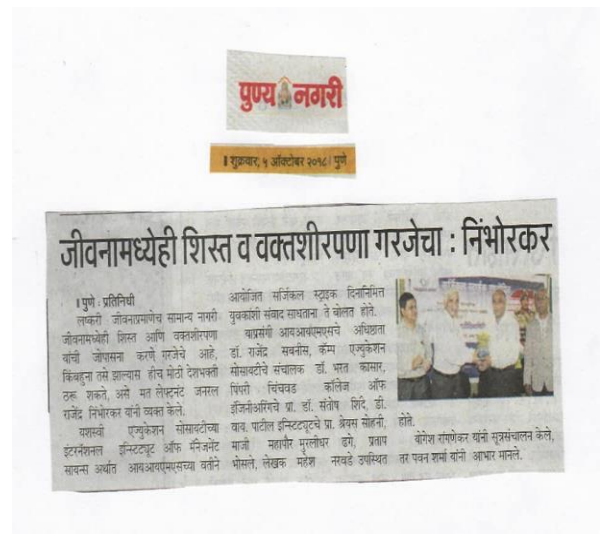 पुण्य नगरी
शुक्रवार, ५ ऑक्टोबर २०१८ | पुणे
जीवनामध्येही शिस्त व वक्तशीरपणा गरजेचा : निंभोरकर
पुणे : प्रतिनिधी
लष्करी जीवनाप्रमाणेच सामान्य नागरी
जीवनामध्येही शिस्त आणि वक्तशीरपणा
यांची जोपासना करणे गरजेचे आहे,
किंबहुना तसे झाल्यास हीच मोठी देशभक्ती
ठरू शकते, असे मत लेफ्टनंट जनरल
राजेंद्र निंभोरकर यांनी व्यक्त केले.
यशस्वी एज्युकेशन सोसायटीच्या
इंटरनॅशनल इन्स्टिट्यूट ऑफ मॅनेजमेंट
सायन्स अर्थात आयआयएमएसच्या वतीने
आयोजित सर्जिकल स्ट्राइक दिनानिमित्त
युवकांशी संवाद साधताना ते बोलत होते.
याप्रसंगी आयआयएमएसचे अधिष्ठाता
डॉ. राजेंद्र सबनीस, कॅम्प एज्युकेशन
सोसायटीचे संचालक डॉ. भरत कासार,
पिंपरी चिंचवड कॉलेज ऑफ
इंजिनीअरिंगचे प्रा. डॉ. संतोष शिंदे, डी.
वाय. पाटील इन्स्टिट्यूटचे प्रा. श्रेयस सोहनी,
माजी महापौर मुरलीधर ढगे, प्रताप
भोसले, लेखक महेश नरवडे उपस्थित
होते.
योगेश रांगणेकर यांनी सूत्रसंचालन केले,
तर पवन शर्मा यांनी आभार मानले.